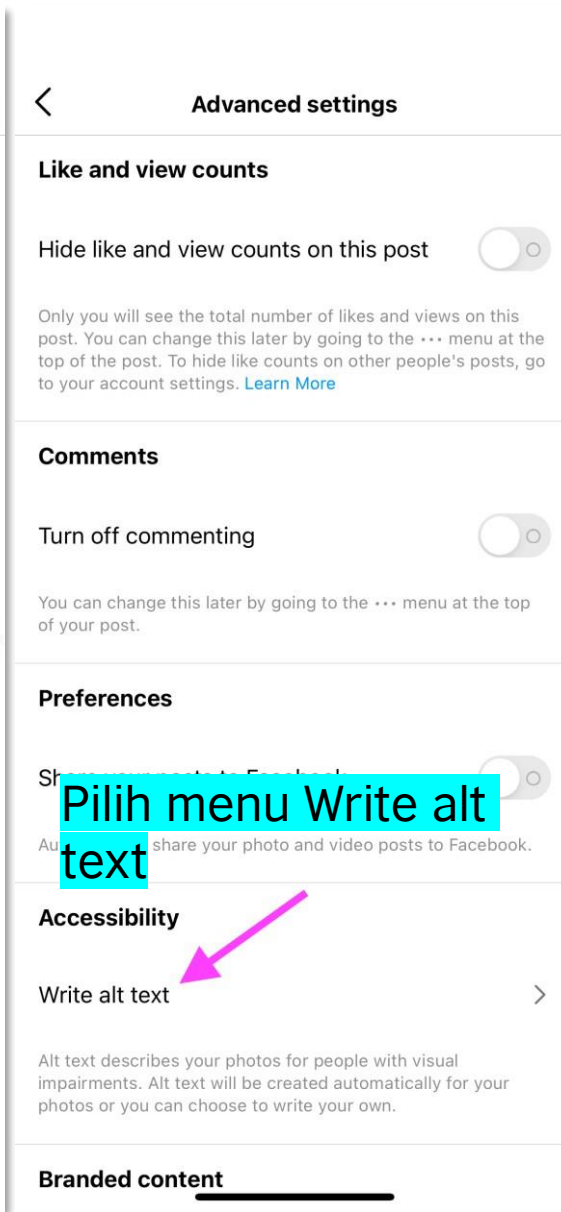 Advanced settings
Like and view counts
Hide like and view counts on this post
Only you will see the total number of likes and views on this
post. You can change this later by going to the ··· menu at the
top of the post. To hide like counts on other people's posts, go
to your account settings. Learn More
Comments
Turn off commenting
You can change this later by going to the ··· menu at the top
of your post.
Preferences
Pilih menu Write alt
text
share your photo and video posts to Facebook.
Accessibility
Write alt text
Alt text describes your photos for people with visual
impairments. Alt text will be created automatically for your
photos or you can choose to write your own.
Branded content